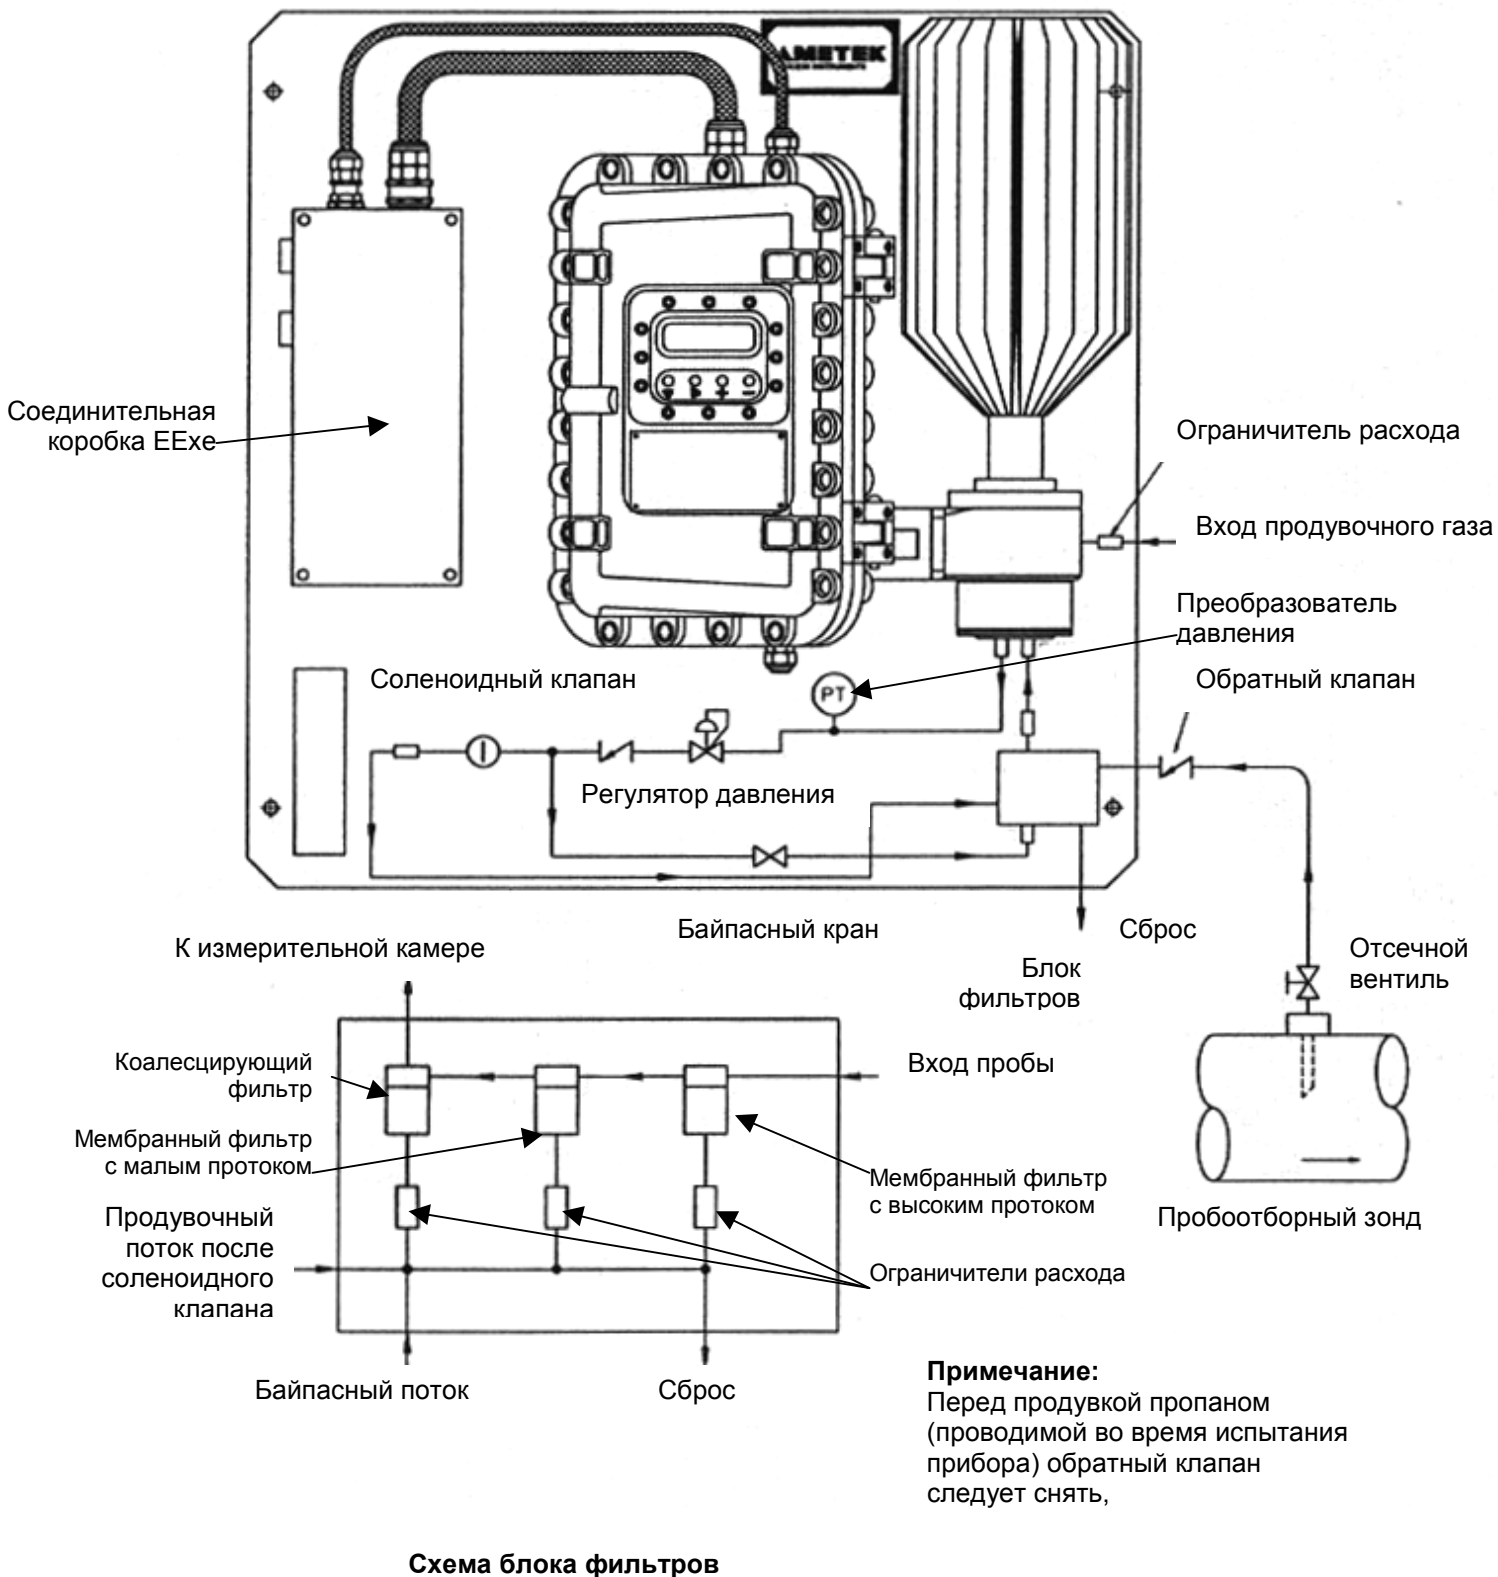 AMETEK
Соединительная
коробка EExe
Ограничитель расхода
Вход продувочного газа
Преобразователь
давления
Соленоидный клапан
PT
Обратный клапан
Регулятор давления
Байпасный кран
Сброс
К измерительной камере
Блок
фильтров
Отсечной
вентиль
Коалесцирующий
фильтр
Вход пробы
Мембранный фильтр
с малым протоком
Мембранный фильтр
с высоким протоком
Пробоотборный зонд
Продувочный
поток после
соленоидного
клапана
Ограничители расхода
Байпасный поток
Сброс
Примечание:
Перед продувкой пропаном
(проводимой во время испытания
прибора) обратный клапан
следует снять,
Схема блока фильтров